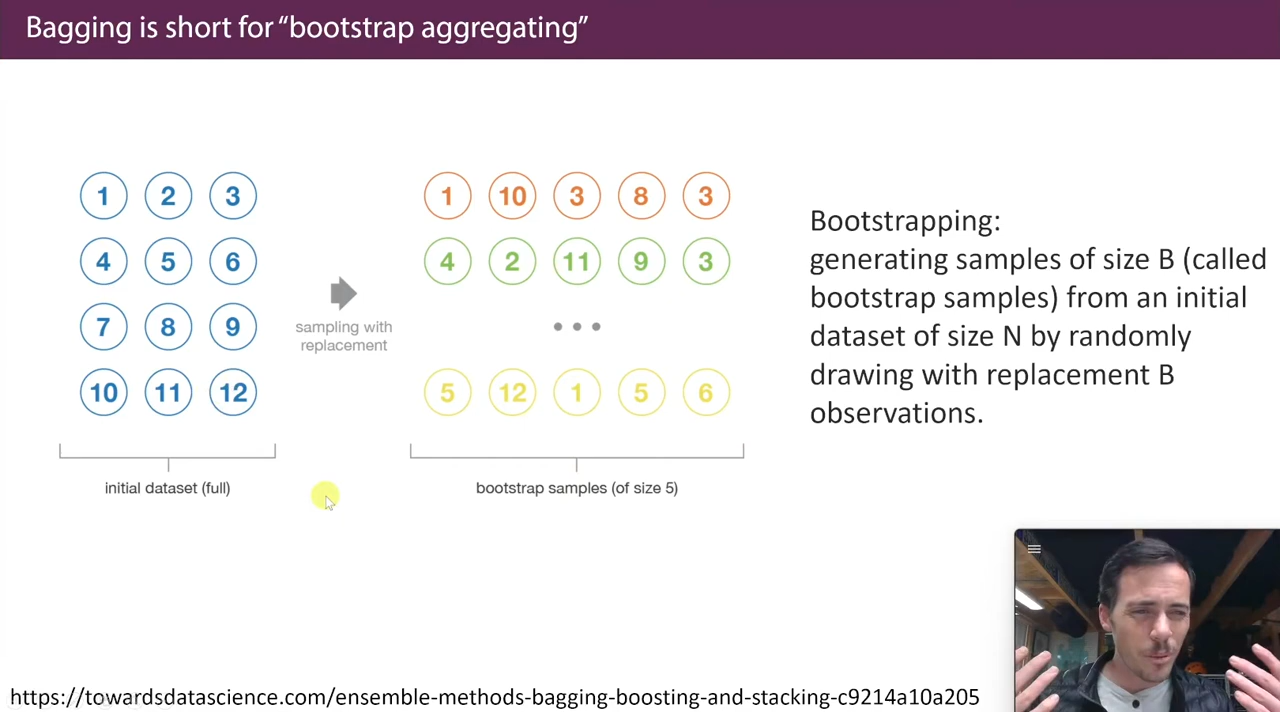 Bagging is short for “bootstrap aggregating”
1 2 3
4 5 6
7 8 9
10 11 12
initial dataset (full)
sampling with
replacement
1 10 3 8 3
4 2 11 9 3
5 12 1 5 6
bootstrap samples (of size 5)
Bootstrapping:
generating samples of size B (called
bootstrap samples) from an initial
dataset of size N by randomly
drawing with replacement B
observations.
https://towardsdatascience.com/ensemble-methods-bagging-boosting-and-stacking-c9214a10a205